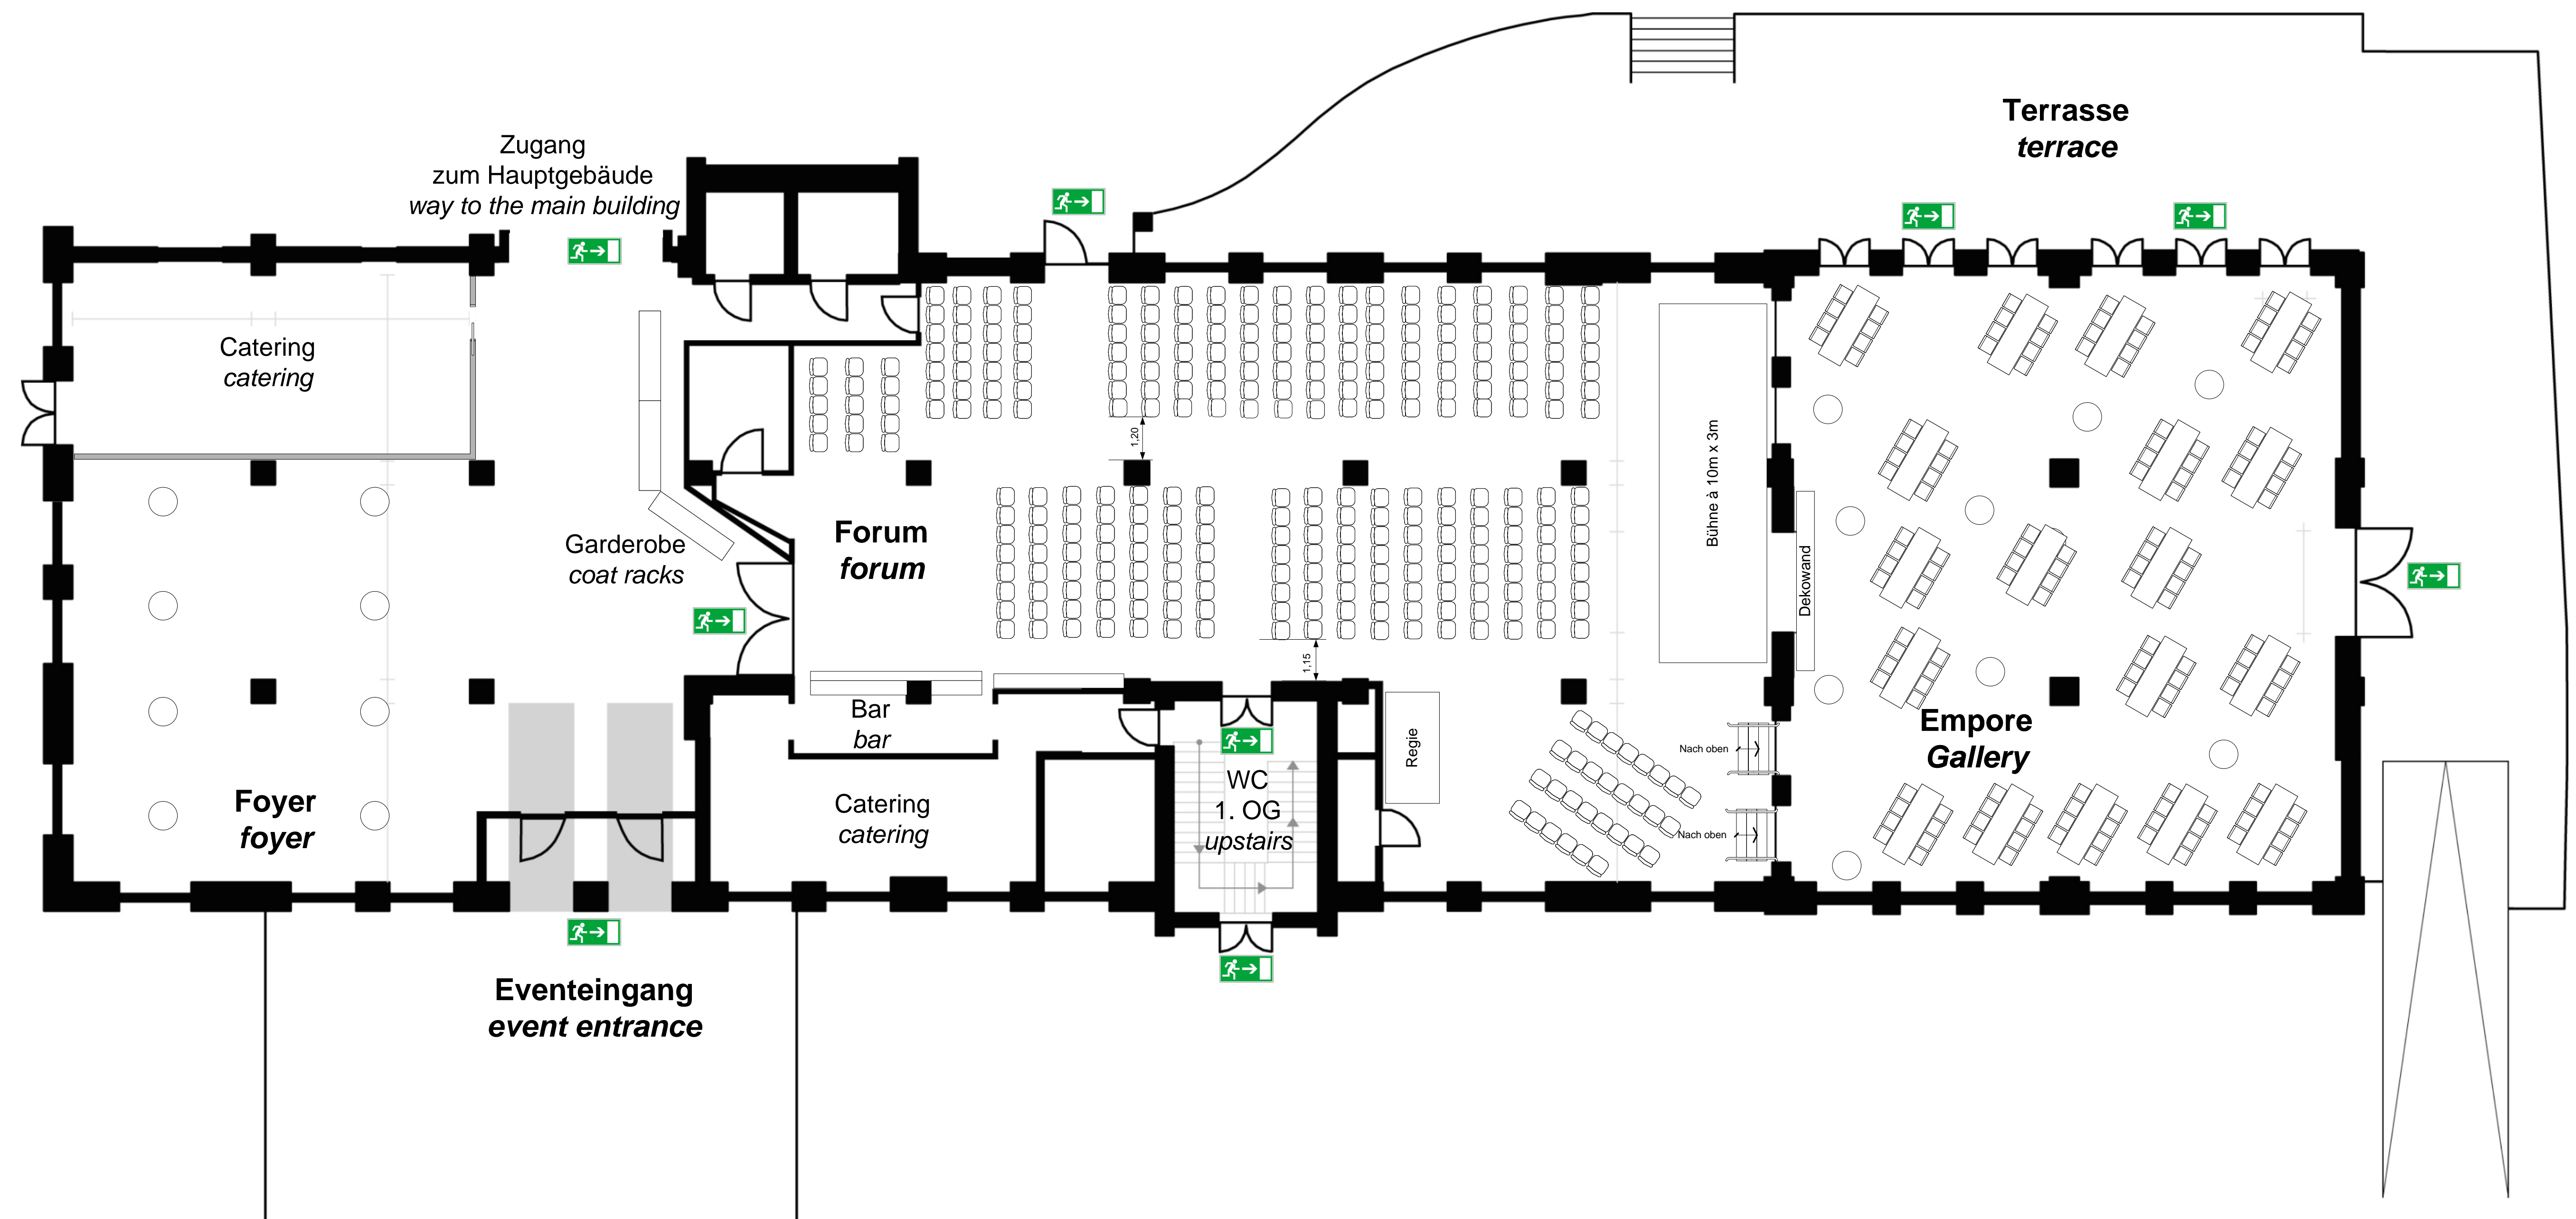 Terrasse
terrace
Zugang
zum Hauptgebäude
way to the main building
Catering
catering
1,20
Bühne à 10m x 3m
Forum
forum
Garderobe
coat racks
Dekowand
1,15
Bar
bar
Regie
Nach oben
Empore
Gallery
WC
1. OG
upstairs
Foyer
foyer
Catering
catering
Nach oben
Eventeingang
event entrance